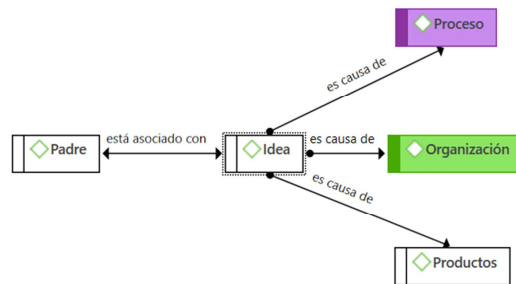 Proceso
es causa de
Padre
está asociado con
Idea
es causa de
Organización
es causa de
Productos